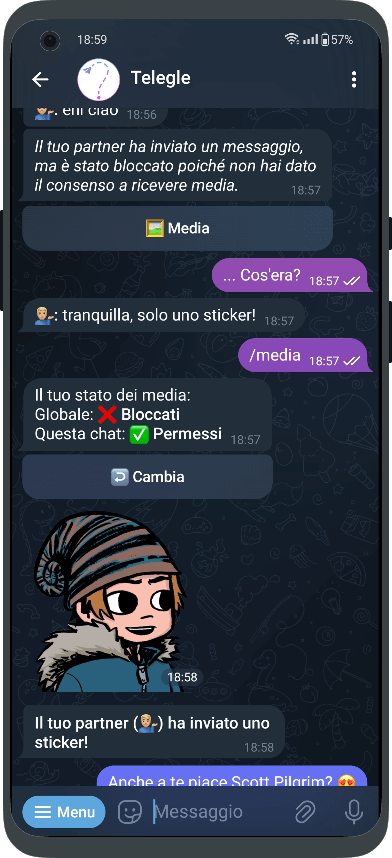 18:59
57%
Telegle
: ehi ciao 18:56
Il tuo partner ha inviato un messaggio,
ma è stato bloccato poiché non hai dato
il consenso a ricevere media. 18:57
Media
... Cos'era? 18:57
: tranquilla, solo uno sticker! 18:57
/media 18:57
Il tuo stato dei media:
Globale: ❌ Bloccati
Questa chat: ✅ Permessi 18:57
Cambia
18:58
Il tuo partner (💁🏼‍♂️) ha inviato uno
sticker! 18:58
Anche a te piace Scott Pilgrim? 😍
Menu
Messaggio